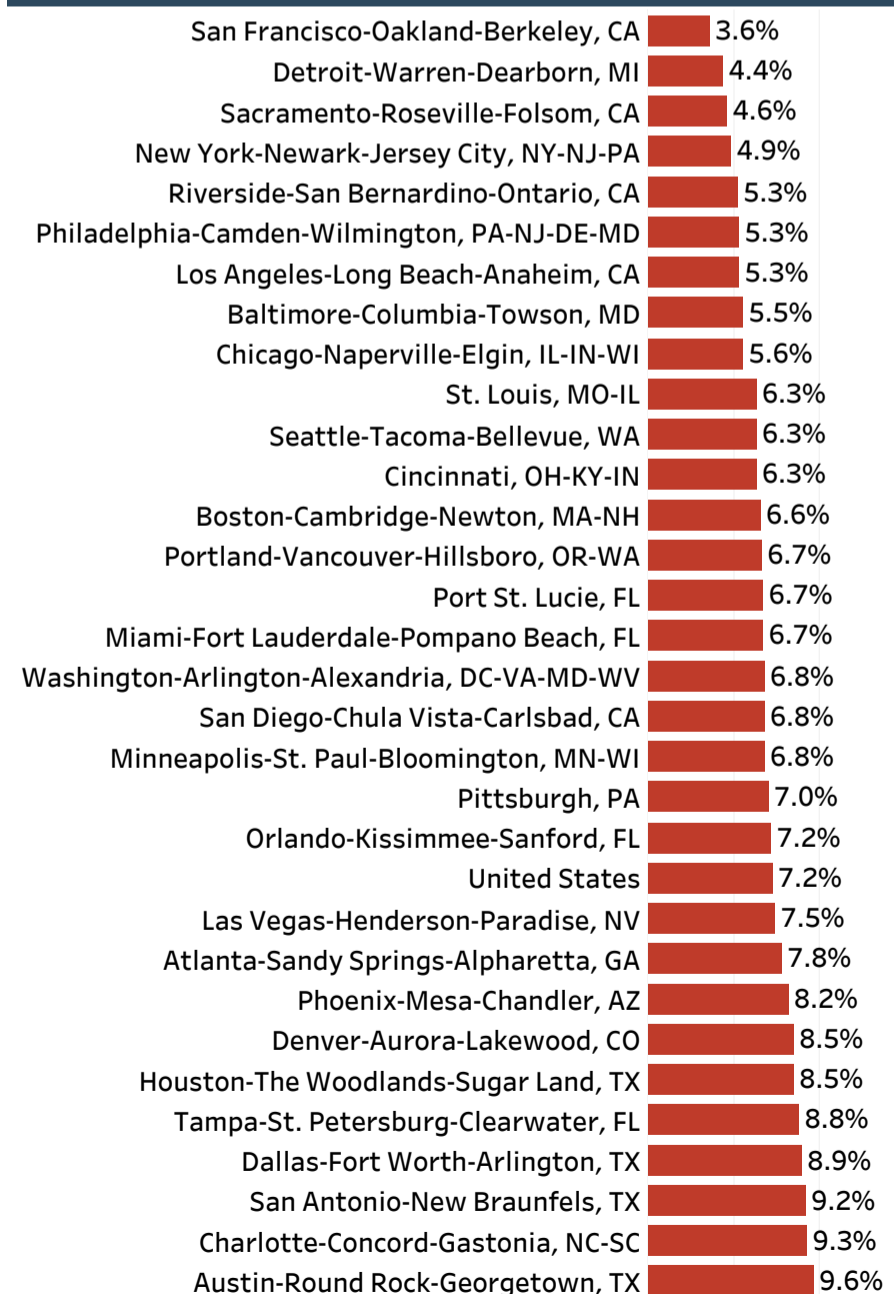 San Francisco-Oakland-Berkeley, CA 3.6%
Detroit-Warren-Dearborn, MI 4.4%
Sacramento-Roseville-Folsom, CA 4.6%
New York-Newark-Jersey City, NY-NJ-PA 4.9%
Riverside-San Bernardino-Ontario, CA 5.3%
Philadelphia-Camden-Wilmington, PA-NJ-DE-MD 5.3%
Los Angeles-Long Beach-Anaheim, CA 5.3%
Baltimore-Columbia-Towson, MD 5.5%
Chicago-Naperville-Elgin, IL-IN-WI 5.6%
St. Louis, MO-IL 6.3%
Seattle-Tacoma-Bellevue, WA 6.3%
Cincinnati, OH-KY-IN 6.3%
Boston-Cambridge-Newton, MA-NH 6.6%
Portland-Vancouver-Hillsboro, OR-WA 6.7%
Port St. Lucie, FL 6.7%
Miami-Fort Lauderdale-Pompano Beach, FL 6.7%
Washington-Arlington-Alexandria, DC-VA-MD-WV 6.8%
San Diego-Chula Vista-Carlsbad, CA 6.8%
Minneapolis-St. Paul-Bloomington, MN-WI 6.8%
Pittsburgh, PA 7.0%
Orlando-Kissimmee-Sanford, FL 7.2%
United States 7.2%
Las Vegas-Henderson-Paradise, NV 7.5%
Atlanta-Sandy Springs-Alpharetta, GA 7.8%
Phoenix-Mesa-Chandler, AZ 8.2%
Denver-Aurora-Lakewood, CO 8.5%
Houston-The Woodlands-Sugar Land, TX 8.5%
Tampa-St. Petersburg-Clearwater, FL 8.8%
Dallas-Fort Worth-Arlington, TX 8.9%
San Antonio-New Braunfels, TX 9.2%
Charlotte-Concord-Gastonia, NC-SC 9.3%
Austin-Round Rock-Georgetown, TX 9.6%